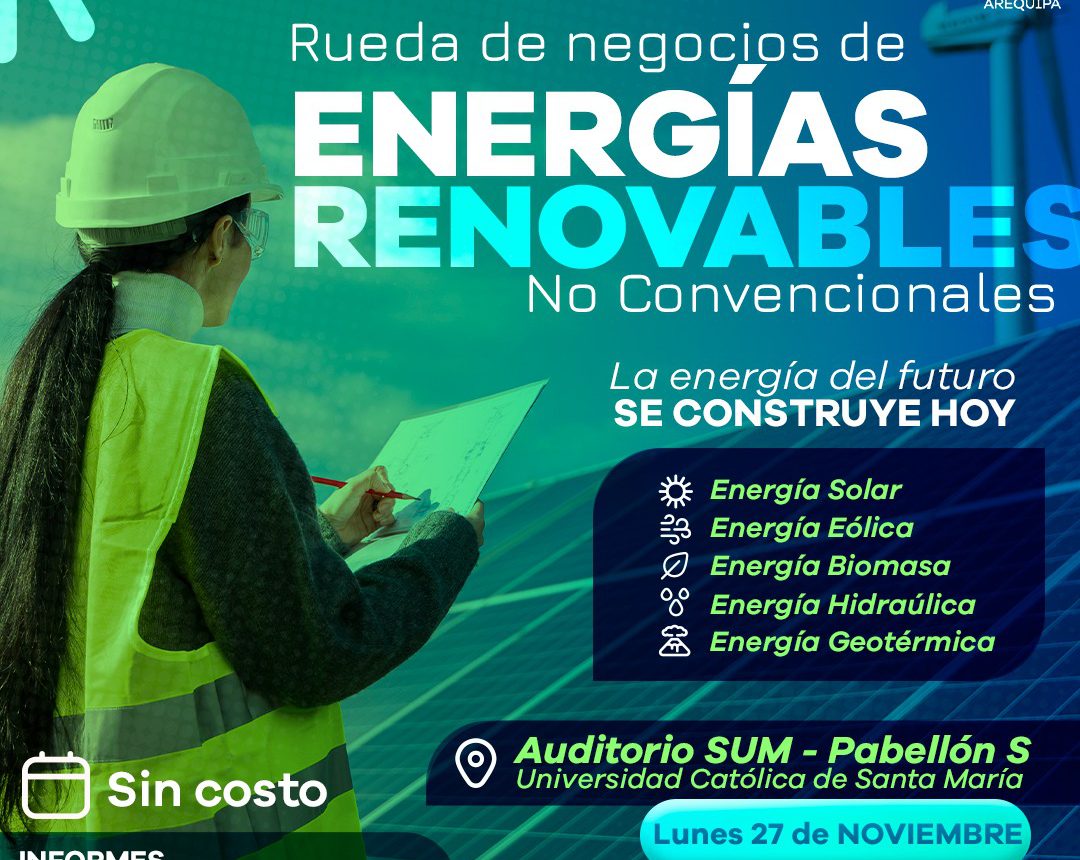 AREQUIPA
Rueda de negocios de
ENERGÍAS
RENOVABLES
No Convencionales
La energía del futuro
SE CONSTRUYE HOY
Energía Solar
Energía Eólica
Energía Biomasa
Energía Hidraúlica
Energía Geotérmica
Auditorio SUM - Pabellón S
Universidad Católica de Santa María
Sin costo
Lunes 27 de NOVIEMBRE
INFORMES